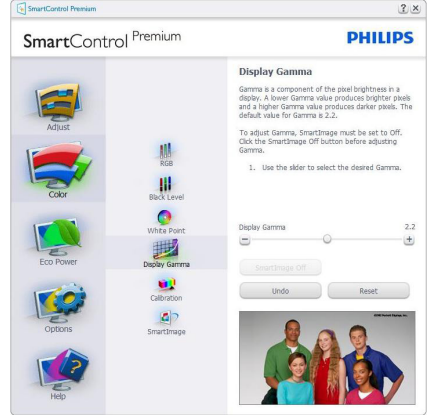 SmartControl Premium
SmartControl Premium
PHILIPS
Adjust
Color
Eco Power
Options
Help
RGB
Black Level
White Point
Display Gamma
Calibration
SmartImage
Display Gamma
Gamma is a component of the pixel brightness in a
display. A lower Gamma value produces brighter pixels
and a higher Gamma value produces darker pixels. The
default value for Gamma is 2.2.
To adjust Gamma, SmartImage must be set to Off.
Click the SmartImage Off button before adjusting
Gamma.
1. Use the slider to select the desired Gamma.
Display Gamma 2.2
SmartImage Off
Undo
Reset